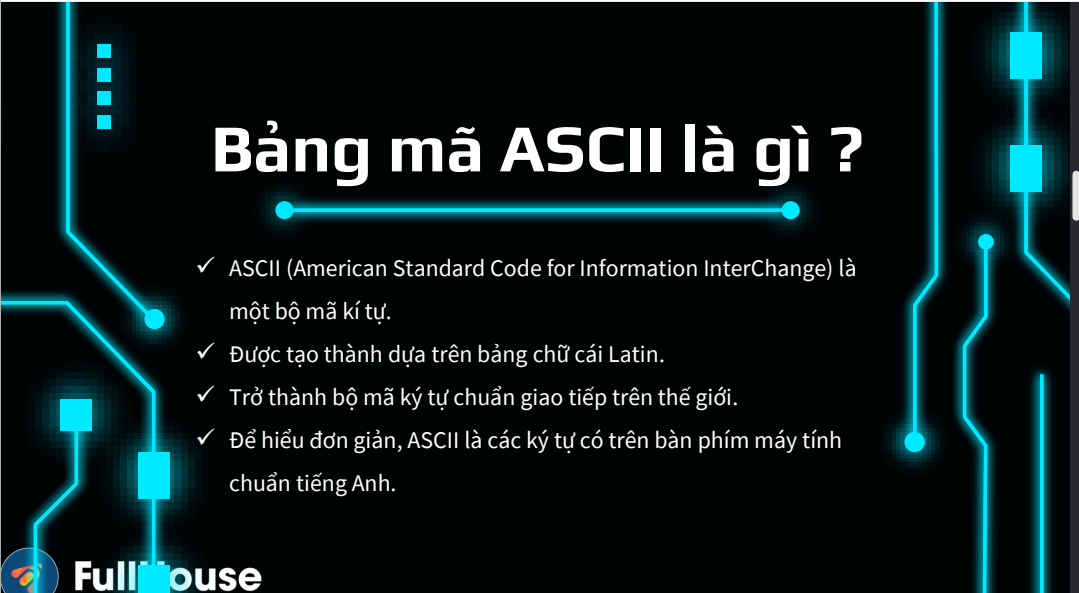 Bảng mã ASCII là gì ?
ASCII (American Standard Code for Information InterChange) là
một bộ mã kí tự.
Được tạo thành dựa trên bảng chữ cái Latin.
Trở thành bộ mã ký tự chuẩn giao tiếp trên thế giới.
Để hiểu đơn giản, ASCII là các ký tự có trên bàn phím máy tính
chuẩn tiếng Anh.
FullHouse